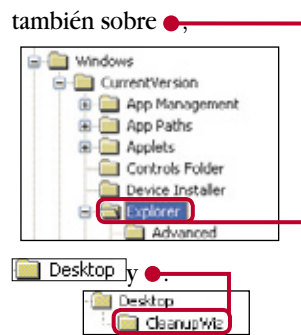 también sobre ,
Windows
CurrentVersion
App Management
App Paths
Applets
Controls Folder
Device Installer
Explorer
Advanced
Desktop y .
Desktop
CleanupWiz